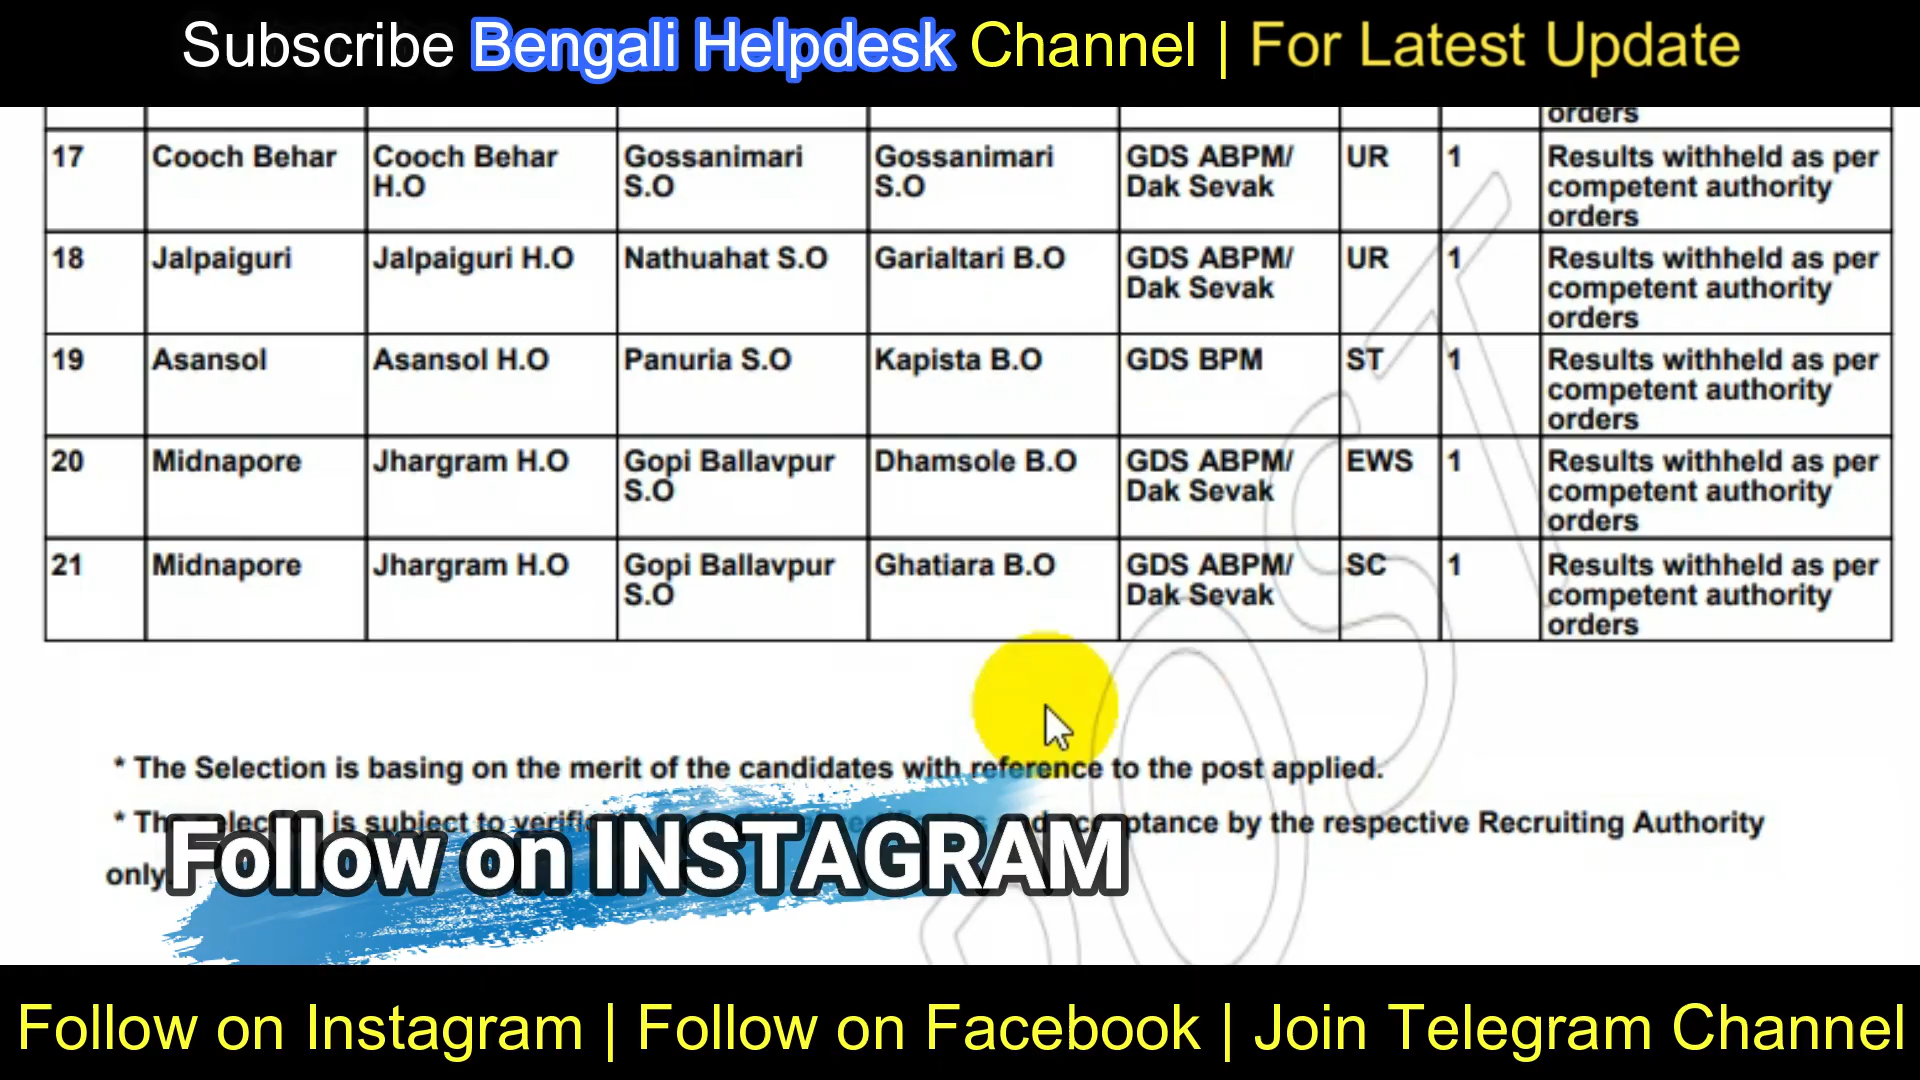 Subscribe Bengali Helpdesk Channel | For Latest Update
orders
17 Cooch Behar Cooch Behar H.O Gossanimari S.O Gossanimari S.O GDS ABPM/ Dak Sevak UR 1 Results withheld as per competent authority orders
18 Jalpaiguri Jalpaiguri H.O Nathuahat S.O Garialtari B.O GDS ABPM/ Dak Sevak UR 1 Results withheld as per competent authority orders
19 Asansol Asansol H.O Panuria S.O Kapista B.O GDS BPM ST 1 Results withheld as per competent authority orders
20 Midnapore Jhargram H.O Gopi Ballavpur S.O Dhamsole B.O GDS ABPM/ Dak Sevak EWS 1 Results withheld as per competent authority orders
21 Midnapore Jhargram H.O Gopi Ballavpur S.O Ghatiara B.O GDS ABPM/ Dak Sevak SC 1 Results withheld as per competent authority orders
* The Selection is basing on the merit of the candidates with reference to the post applied.
* The selection is subject to acceptance by the respective Recruiting Authority
only.
Follow on INSTAGRAM
POST
Follow on Instagram | Follow on Facebook | Join Telegram Channel